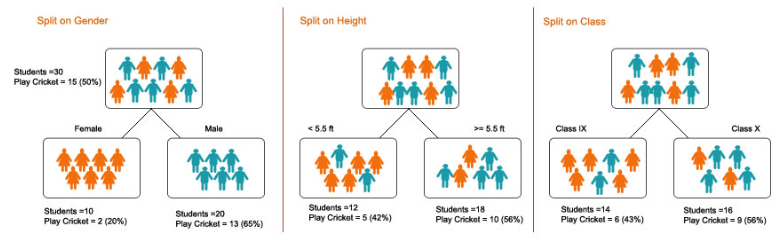 Split on Gender
Students =30
Play Cricket = 15 (50%)
Female
Male
Students =10
Play Cricket = 2 (20%)
Students =20
Play Cricket = 13 (65%)
Split on Height
< 5.5 ft
>= 5.5 ft
Students =12
Play Cricket = 5 (42%)
Students =18
Play Cricket = 10 (56%)
Split on Class
Class IX
Class X
Students =14
Play Cricket = 6 (43%)
Students =16
Play Cricket = 9 (56%)